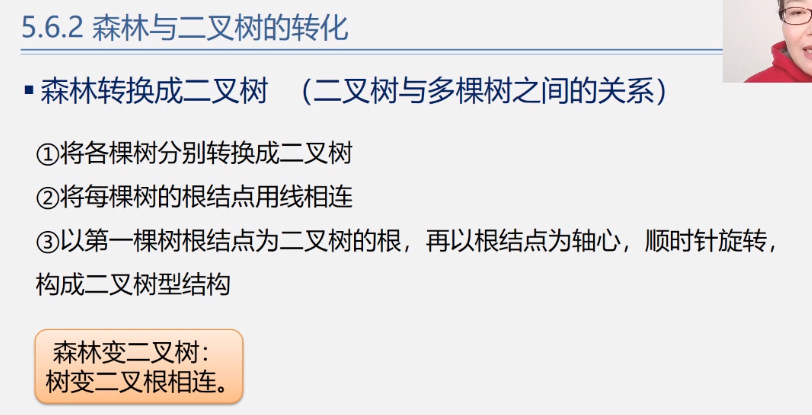 5.6.2 森林与二叉树的转化
▪森林转换成二叉树 （二叉树与多棵树之间的关系）
①将各棵树分别转换成二叉树
②将每棵树的根结点用线相连
③以第一棵树根结点为二叉树的根，再以根结点为轴心，顺时针旋转，
构成二叉树型结构
森林变二叉树：
树变二叉根相连。